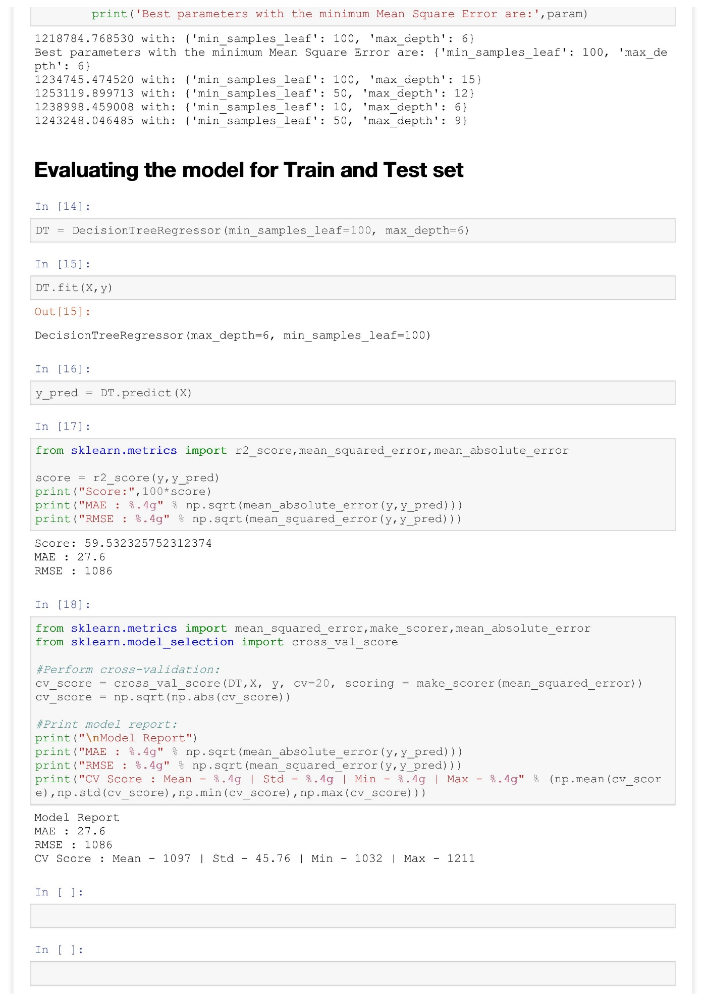 print('Best parameters with the minimum Mean Square Error are:',param)
1218784.768530 with: {'min_samples_leaf': 100, 'max_depth': 6}
Best parameters with the minimum Mean Square Error are: {'min_samples_leaf': 100, 'max_de
pth': 6}
1234745.474520 with: {'min_samples_leaf': 100, 'max_depth': 15}
1253119.899713 with: {'min_samples_leaf': 50, 'max_depth': 12}
1238998.459008 with: {'min_samples_leaf': 10, 'max_depth': 6}
1243248.046485 with: {'min_samples_leaf': 50, 'max_depth': 9}
Evaluating the model for Train and Test set
In [14]:
DT = DecisionTreeRegressor(min_samples_leaf=100, max_depth=6)
In [15]:
DT.fit(X,y)
Out[15]:
DecisionTreeRegressor(max_depth=6, min_samples_leaf=100)
In [16]:
y_pred = DT.predict(X)
In [17]:
from sklearn.metrics import r2_score,mean_squared_error,mean_absolute_error
score = r2_score(y,y_pred)
print("Score:",100*score)
print("MAE : %.4g" % np.sqrt(mean_absolute_error(y,y_pred)))
print("RMSE : %.4g" % np.sqrt(mean_squared_error(y,y_pred)))
Score: 59.532325752312374
MAE : 27.6
RMSE : 1086
In [18]:
from sklearn.metrics import mean_squared_error,make_scorer,mean_absolute_error
from sklearn.model_selection import cross_val_score
#Perform cross-validation:
cv_score = cross_val_score(DT,X, y, cv=20, scoring = make_scorer(mean_squared_error))
cv_score = np.sqrt(np.abs(cv_score))
#Print model report:
print("\nModel Report")
print("MAE : %.4g" % np.sqrt(mean_absolute_error(y,y_pred)))
print("RMSE : %.4g" % np.sqrt(mean_squared_error(y,y_pred)))
print("CV Score : Mean - %.4g | Std - %.4g | Min - %.4g | Max - %.4g" % (np.mean(cv_scor
e),np.std(cv_score),np.min(cv_score),np.max(cv_score)))
Model Report
MAE : 27.6
RMSE : 1086
CV Score : Mean - 1097 | Std - 45.76 | Min - 1032 | Max - 1211
In [ ]:
In [ ]: